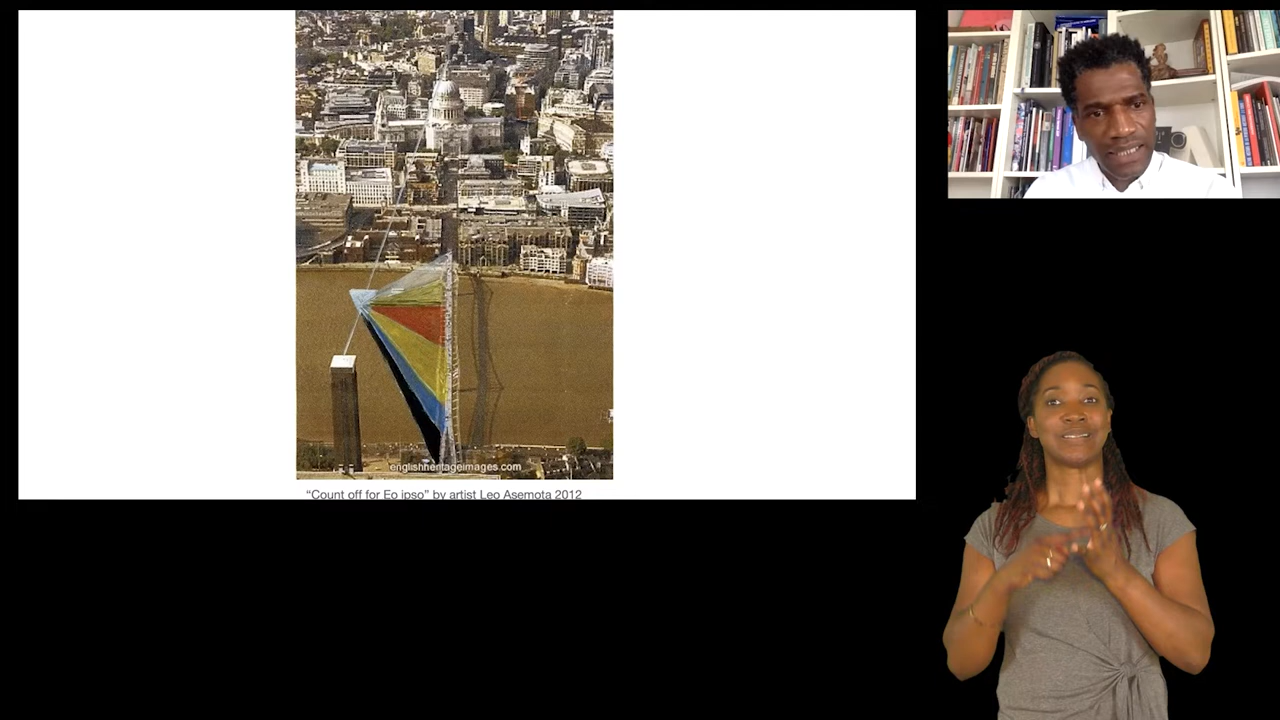 englishheritageimages.com
“Count off for Eo ipso” by artist Leo Asemota 2012